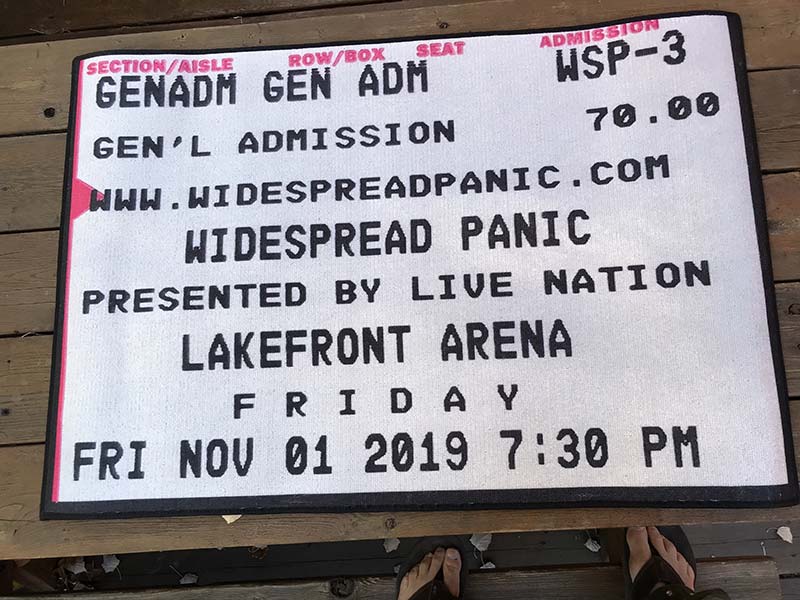 SECTION/AISLE ROW/BOX SEAT ADMISSION
GENADM GEN ADM WSP-3
GEN'L ADMISSION 70.00
WWW.WIDESPREADPANIC.COM
WIDESPREAD PANIC
PRESENTED BY LIVE NATION
LAKEFRONT ARENA
F R I D A Y
FRI NOV 01 2019 7:30 PM